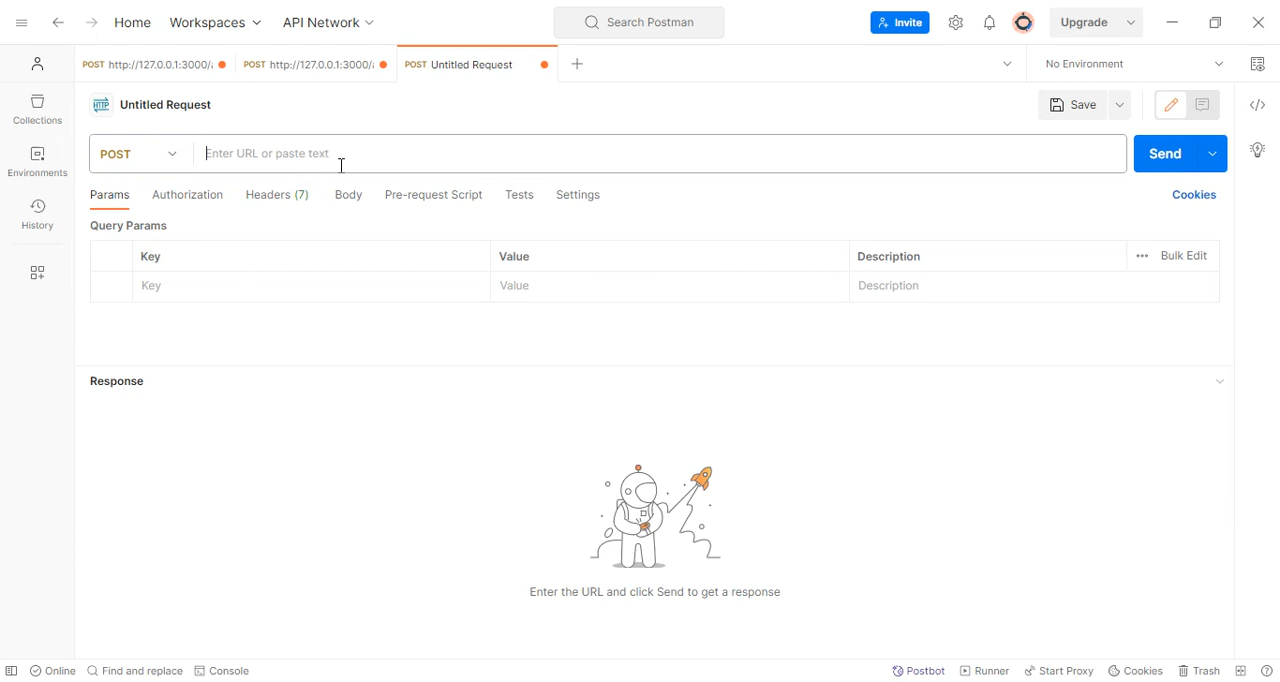 Home Workspaces API Network Search Postman Invite Upgrade
POST http://127.0.0.1:3000/ POST http://127.0.0.1:3000/ POST Untitled Request No Environment
HTTP Untitled Request Save
Collections
POST Enter URL or paste text Send
Environments
Params Authorization Headers (7) Body Pre-request Script Tests Settings Cookies
History
Query Params
Key Value Description Bulk Edit
Key Value Description
Response
Enter the URL and click Send to get a response
Online Find and replace Console Postbot Runner Start Proxy Cookies Trash